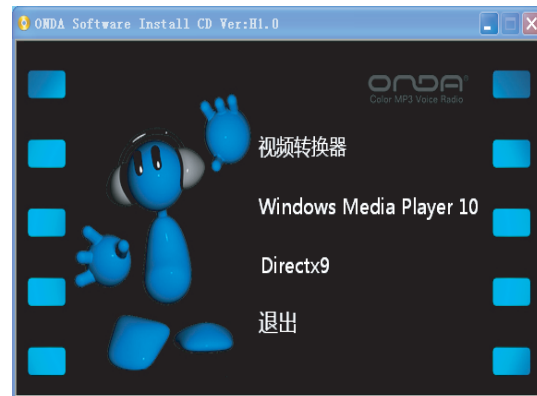 ONDA Software Install CD Ver:H1.0
ONDA
Color MP3 Voice Radio
视频转换器
Windows Media Player 10
Directx9
退出